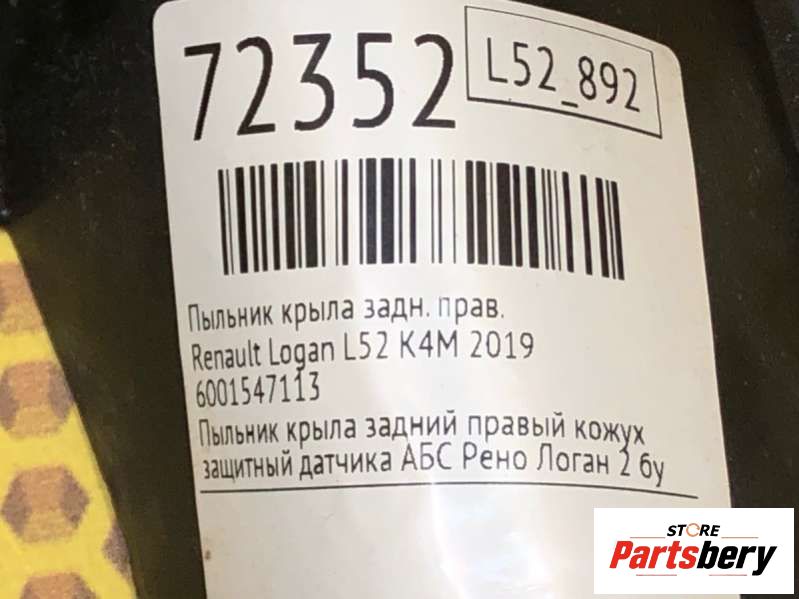 72352
L52_892
Пыльник крыла задн. прав.
Renault Logan L52 K4M 2019
6001547113
Пыльник крыла задний правый кожух
защитный датчика АБС Рено Логан 2 бу
STORE
Partsbery